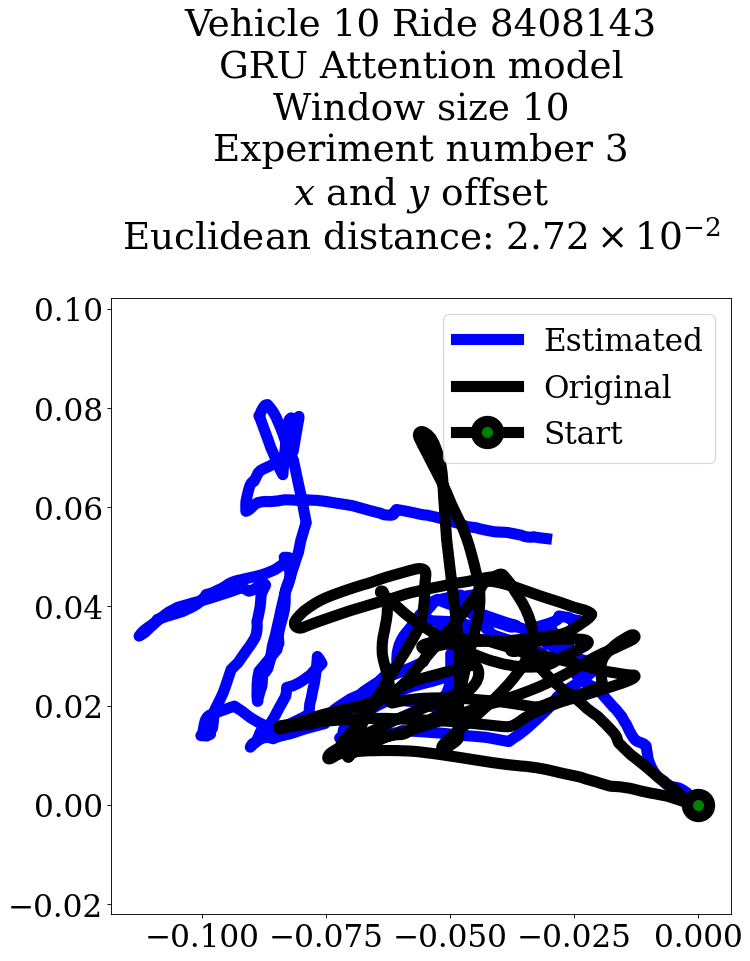 Vehicle 10 Ride 8408143
GRU Attention model
Window size 10
Experiment number 3
x and y offset
Euclidean distance: 2.72 × 10⁻²
Estimated
Original
Start
0.10
0.08
0.06
0.04
0.02
0.00
−0.02
−0.100 −0.075 −0.050 −0.025 0.000